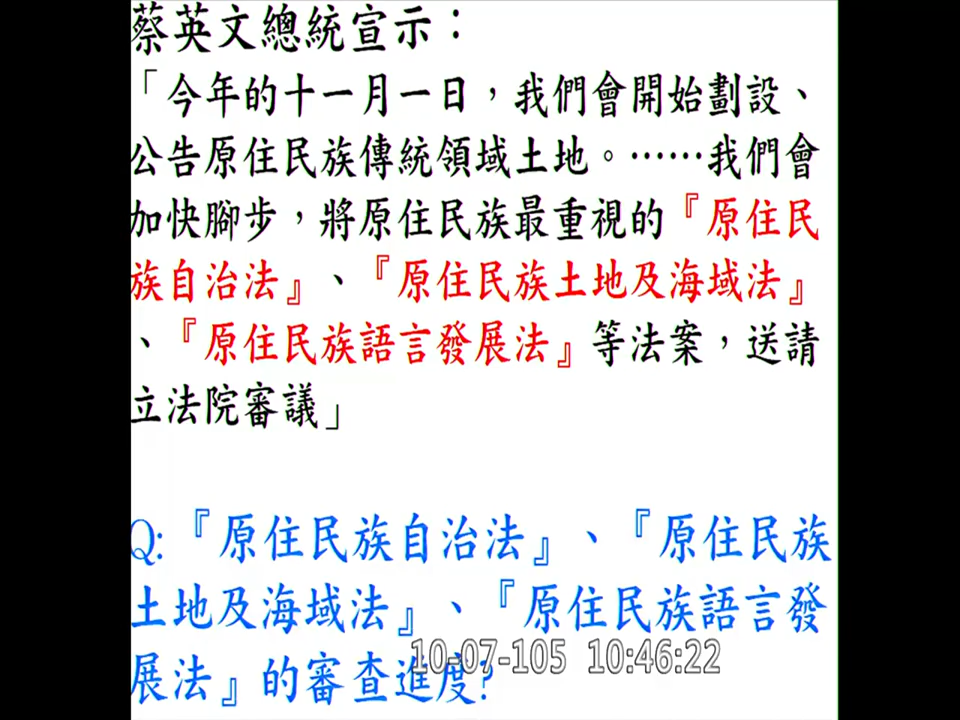 蔡英文總統宣示：
「今年的十一月一日，我們會開始劃設、
公告原住民族傳統領域土地。⋯⋯我們會
加快腳步，將原住民族最重視的『原住民
族自治法』、『原住民族土地及海域法』
、『原住民族語言發展法』等法案，送請
立法院審議」
Q:『原住民族自治法』、『原住民族
土地及海域法』、『原住民族語言發
展法』的審查進度?
10-07-105 10:46:22